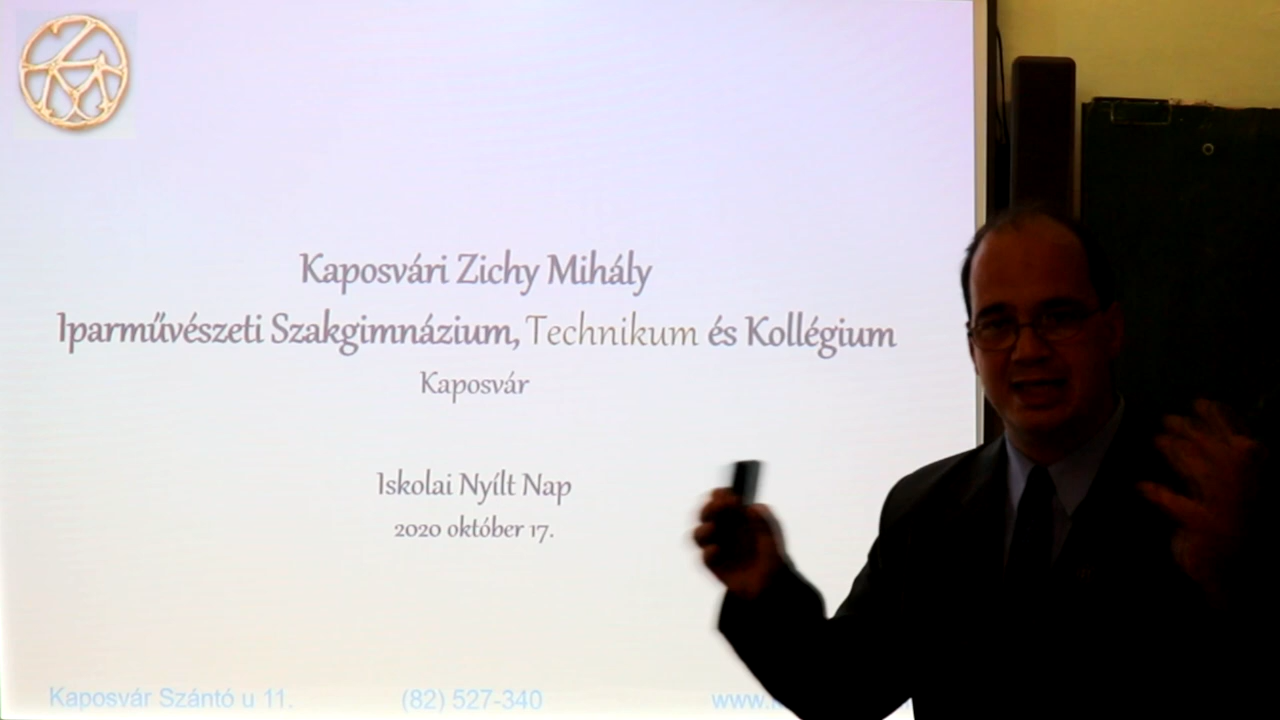 Kaposvári Zichy Mihály
Iparművészeti Szakgimnázium, Technikum és Kollégium
Kaposvár
Iskolai Nyílt Nap
2020 október 17.
Kaposvár Szántó u 11. (82) 527-340 www.